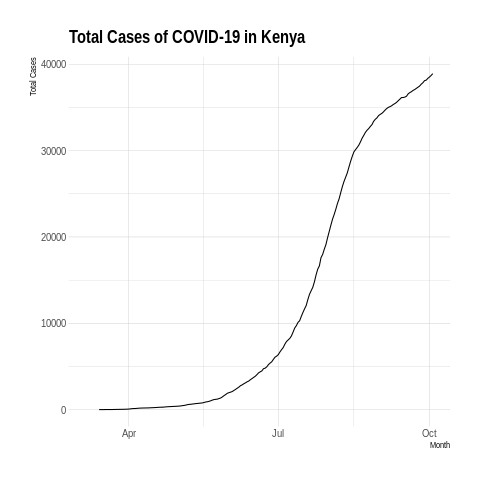 Total Cases of COVID-19 in Kenya
Total Cases
40000
30000
20000
10000
0
Apr Jul Oct
Month